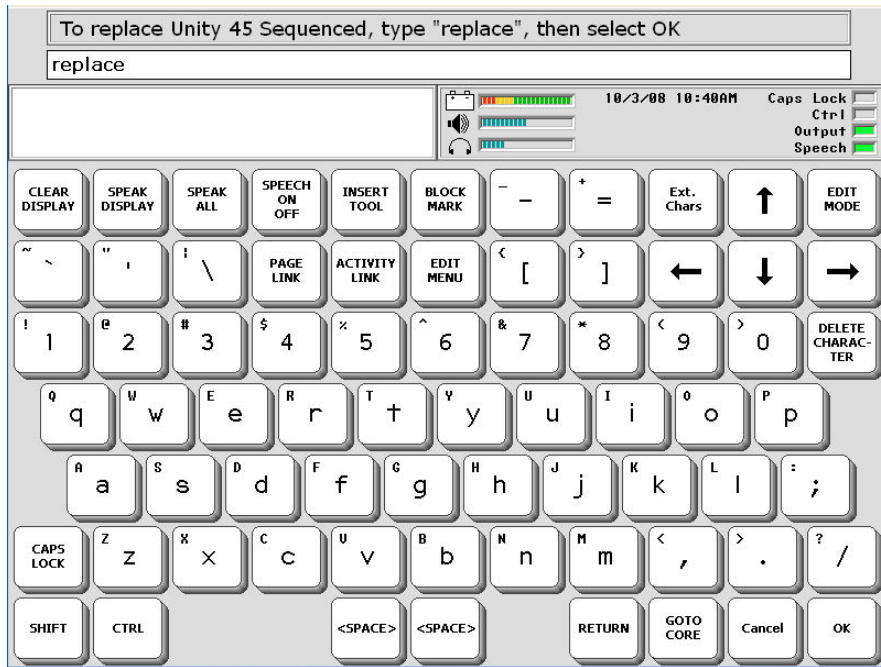 To replace Unity 45 Sequenced, type "replace", then select OK
replace
10/3/08 10:40AM
Caps Lock
Ctrl
Output
Speech
CLEAR DISPLAY SPEAK DISPLAY SPEAK ALL SPEECH ON OFF INSERT TOOL BLOCK MARK _ - + = Ext. Chars ↑ EDIT MODE
~ ` " ' ¦ \ PAGE LINK ACTIVITY LINK EDIT MENU { [ } ] ← ↓ →
! 1 @ 2 # 3 $ 4 % 5 ^ 6 & 7 * 8 ( 9 ) 0 DELETE CHARAC-TER
Q q W w E e R r T t Y y U u I i O o P p
A a S s D d F f G g H h J j K k L l : ;
CAPS LOCK Z z X x C c V v B b N n M m < , > . ? /
SHIFT CTRL <SPACE> <SPACE> RETURN GOTO CORE Cancel OK